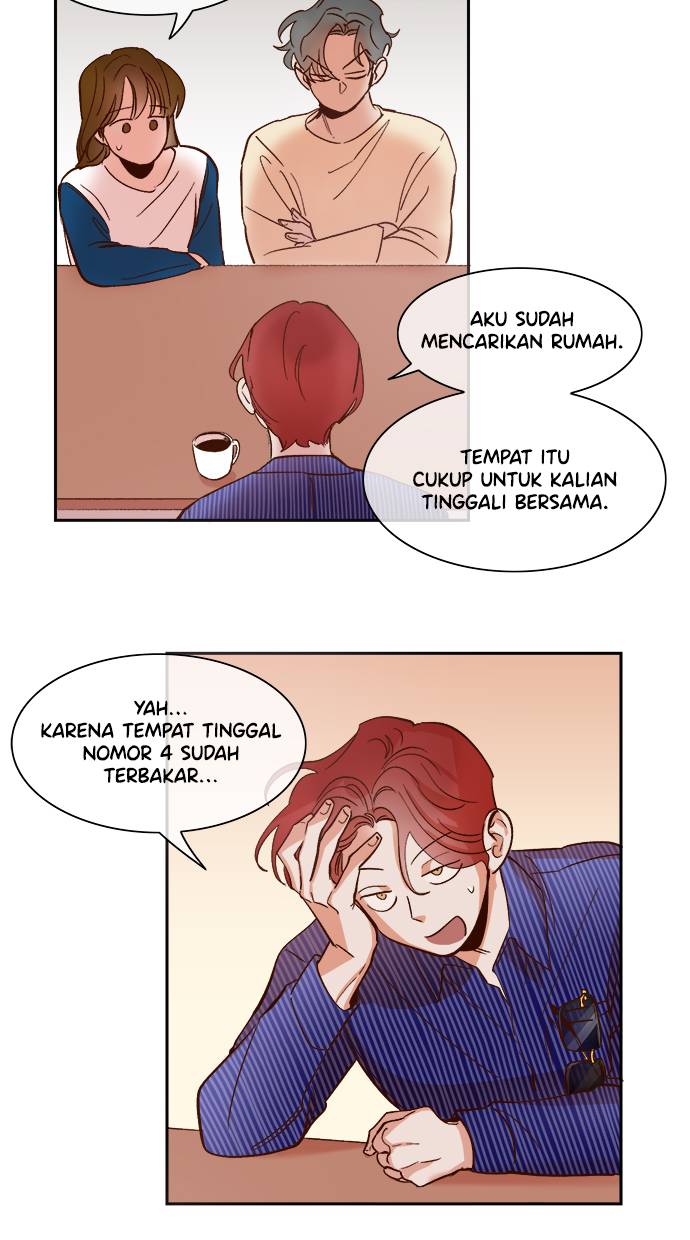 AKU SUDAH
MENCARIKAN RUMAH.
TEMPAT ITU
CUKUP UNTUK KALIAN
TINGGALI BERSAMA.
YAH...
KARENA TEMPAT TINGGAL
NOMOR 4 SUDAH
TERBAKAR...